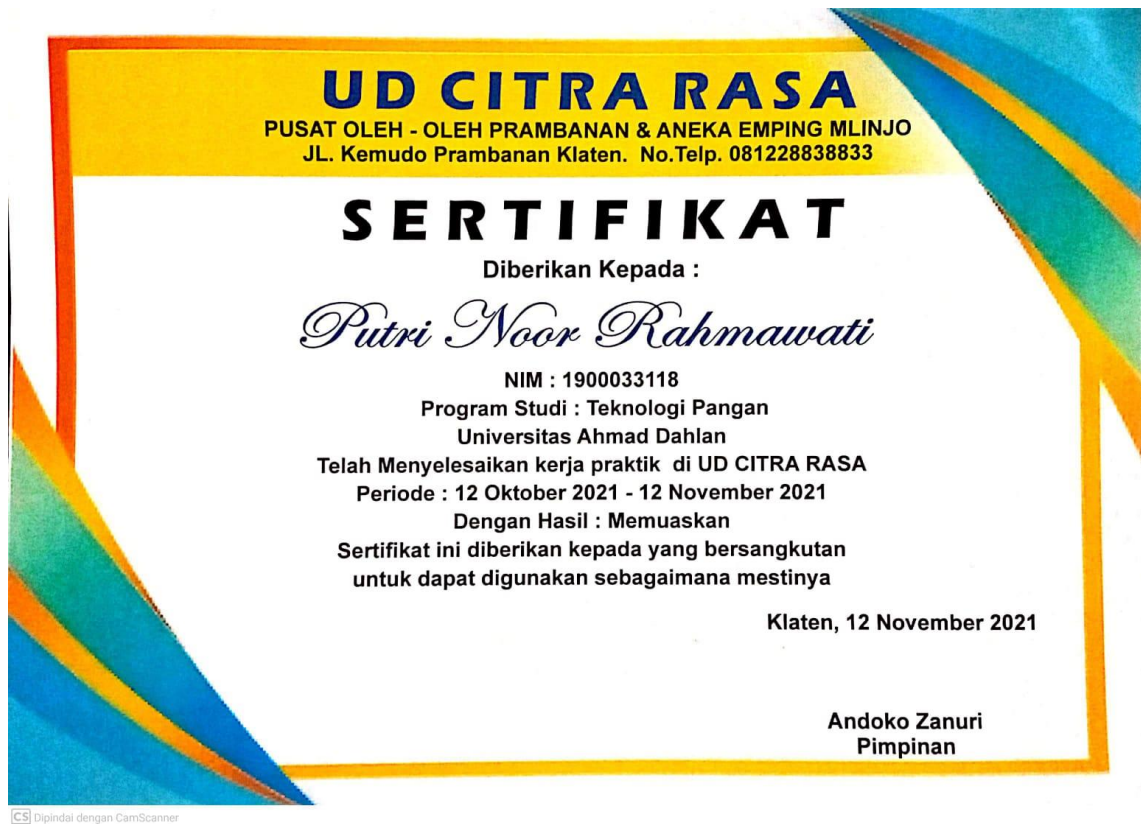 UD CITRA RASA
PUSAT OLEH - OLEH PRAMBANAN & ANEKA EMPING MLINJO
JL. Kemudo Prambanan Klaten. No.Telp. 081228838833
SERTIFIKAT
Diberikan Kepada :
Putri Noor Rahmawati
NIM : 1900033118
Program Studi : Teknologi Pangan
Universitas Ahmad Dahlan
Telah Menyelesaikan kerja praktik di UD CITRA RASA
Periode : 12 Oktober 2021 - 12 November 2021
Dengan Hasil : Memuaskan
Sertifikat ini diberikan kepada yang bersangkutan
untuk dapat digunakan sebagaimana mestinya
Klaten, 12 November 2021
Andoko Zanuri
Pimpinan
CS Dipindai dengan CamScanner